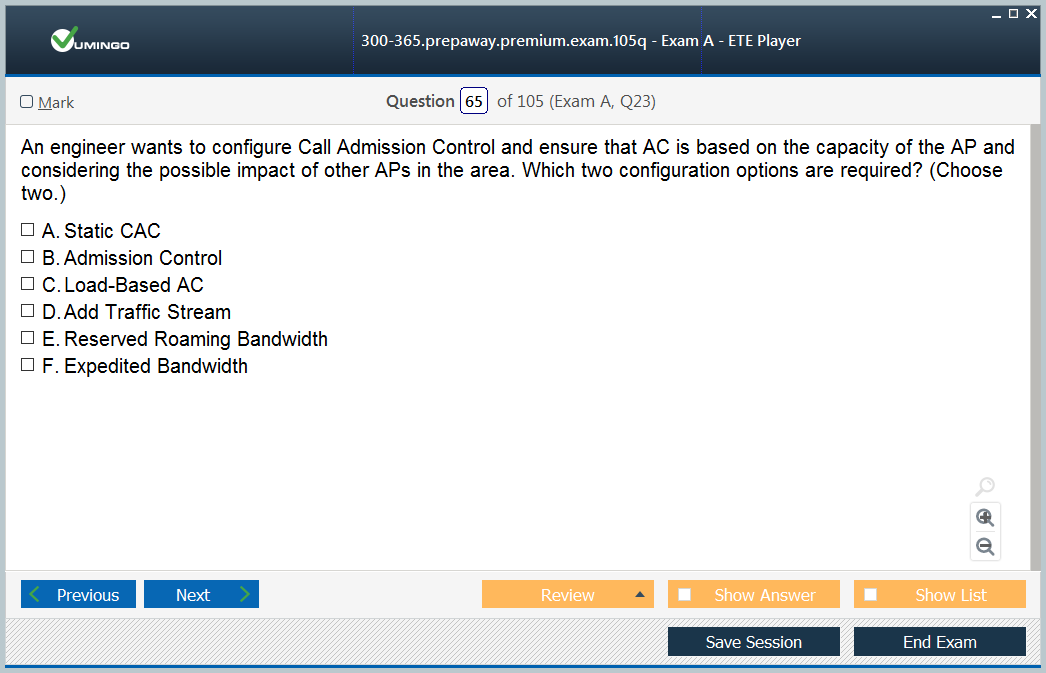 VUMINGO
300-365.prepaway.premium.exam.105q - Exam A - ETE Player
Mark
Question 65 of 105 (Exam A, Q23)
An engineer wants to configure Call Admission Control and ensure that AC is based on the capacity of the AP and
considering the possible impact of other APs in the area. Which two configuration options are required? (Choose
two.)
A. Static CAC
B. Admission Control
C. Load-Based AC
D. Add Traffic Stream
E. Reserved Roaming Bandwidth
F. Expedited Bandwidth
Previous
Next
Review
Show Answer
Show List
Save Session
End Exam